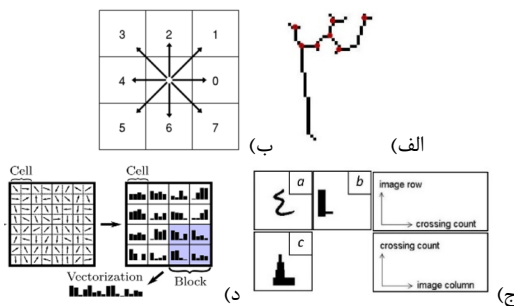 3 2 1
4 0
5 6 7
ب)
الف)
Cell
Cell
Vectorization
Block
د)
a
b
image row
crossing count
c
crossing count
image column
ج)